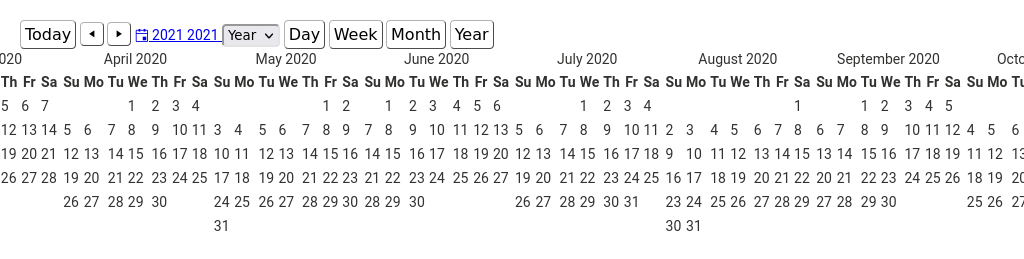 Today ◂ ▸ 2021 2021 Year Day Week Month Year
020 April 2020 May 2020 June 2020 July 2020 August 2020 September 2020 Octo
Th Fr Sa Su Mo Tu We Th Fr Sa Su Mo Tu We Th Fr Sa Su Mo Tu We Th Fr Sa Su Mo Tu We Th Fr Sa Su Mo Tu We Th Fr Sa Su Mo Tu We Th Fr Sa Su Mo Tu
5 6 7 1 2 3 4 1 2 1 2 3 4 5 6 1 2 3 4 1 1 2 3 4 5
12 13 14 5 6 7 8 9 10 11 3 4 5 6 7 8 9 7 8 9 10 11 12 13 5 6 7 8 9 10 11 2 3 4 5 6 7 8 6 7 8 9 10 11 12 4 5 6
19 20 21 12 13 14 15 16 17 18 10 11 12 13 14 15 16 14 15 16 17 18 19 20 12 13 14 15 16 17 18 9 10 11 12 13 14 15 13 14 15 16 17 18 19 11 12 13
26 27 28 19 20 21 22 23 24 25 17 18 19 20 21 22 23 21 22 23 24 25 26 27 19 20 21 22 23 24 25 16 17 18 19 20 21 22 20 21 22 23 24 25 26 18 19 20
26 27 28 29 30 24 25 26 27 28 29 30 28 29 30 26 27 28 29 30 31 23 24 25 26 27 28 29 27 28 29 30 25 26 27
31 30 31